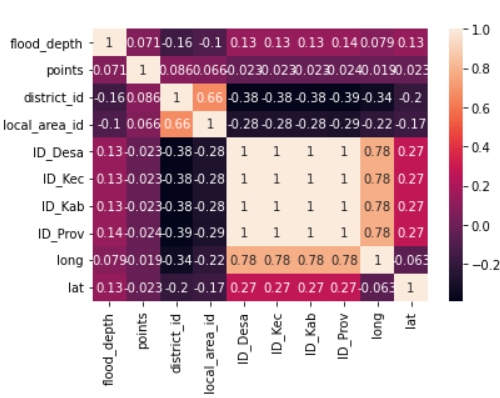 flood_depth 1 0.071 -0.16 -0.1 0.13 0.13 0.13 0.14 0.079 0.13
points 0.071 1 0.086 0.066 -0.023 -0.023 -0.023 -0.024 -0.019 -0.023
district_id -0.16 0.086 1 0.66 -0.38 -0.38 -0.38 -0.39 -0.34 -0.2
local_area_id -0.1 0.066 0.66 1 -0.28 -0.28 -0.28 -0.29 -0.22 -0.17
ID_Desa 0.13 -0.023 -0.38 -0.28 1 1 1 1 0.78 0.27
ID_Kec 0.13 -0.023 -0.38 -0.28 1 1 1 1 0.78 0.27
ID_Kab 0.13 -0.023 -0.38 -0.28 1 1 1 1 0.78 0.27
ID_Prov 0.14 -0.024 -0.39 -0.29 1 1 1 1 0.78 0.27
long 0.079 -0.019 -0.34 -0.22 0.78 0.78 0.78 0.78 1 -0.063
lat 0.13 -0.023 -0.2 -0.17 0.27 0.27 0.27 0.27 -0.063 1
flood_depth
points
district_id
local_area_id
ID_Desa
ID_Kec
ID_Kab
ID_Prov
long
lat
1.0
0.8
0.6
0.4
0.2
0.0
−0.2